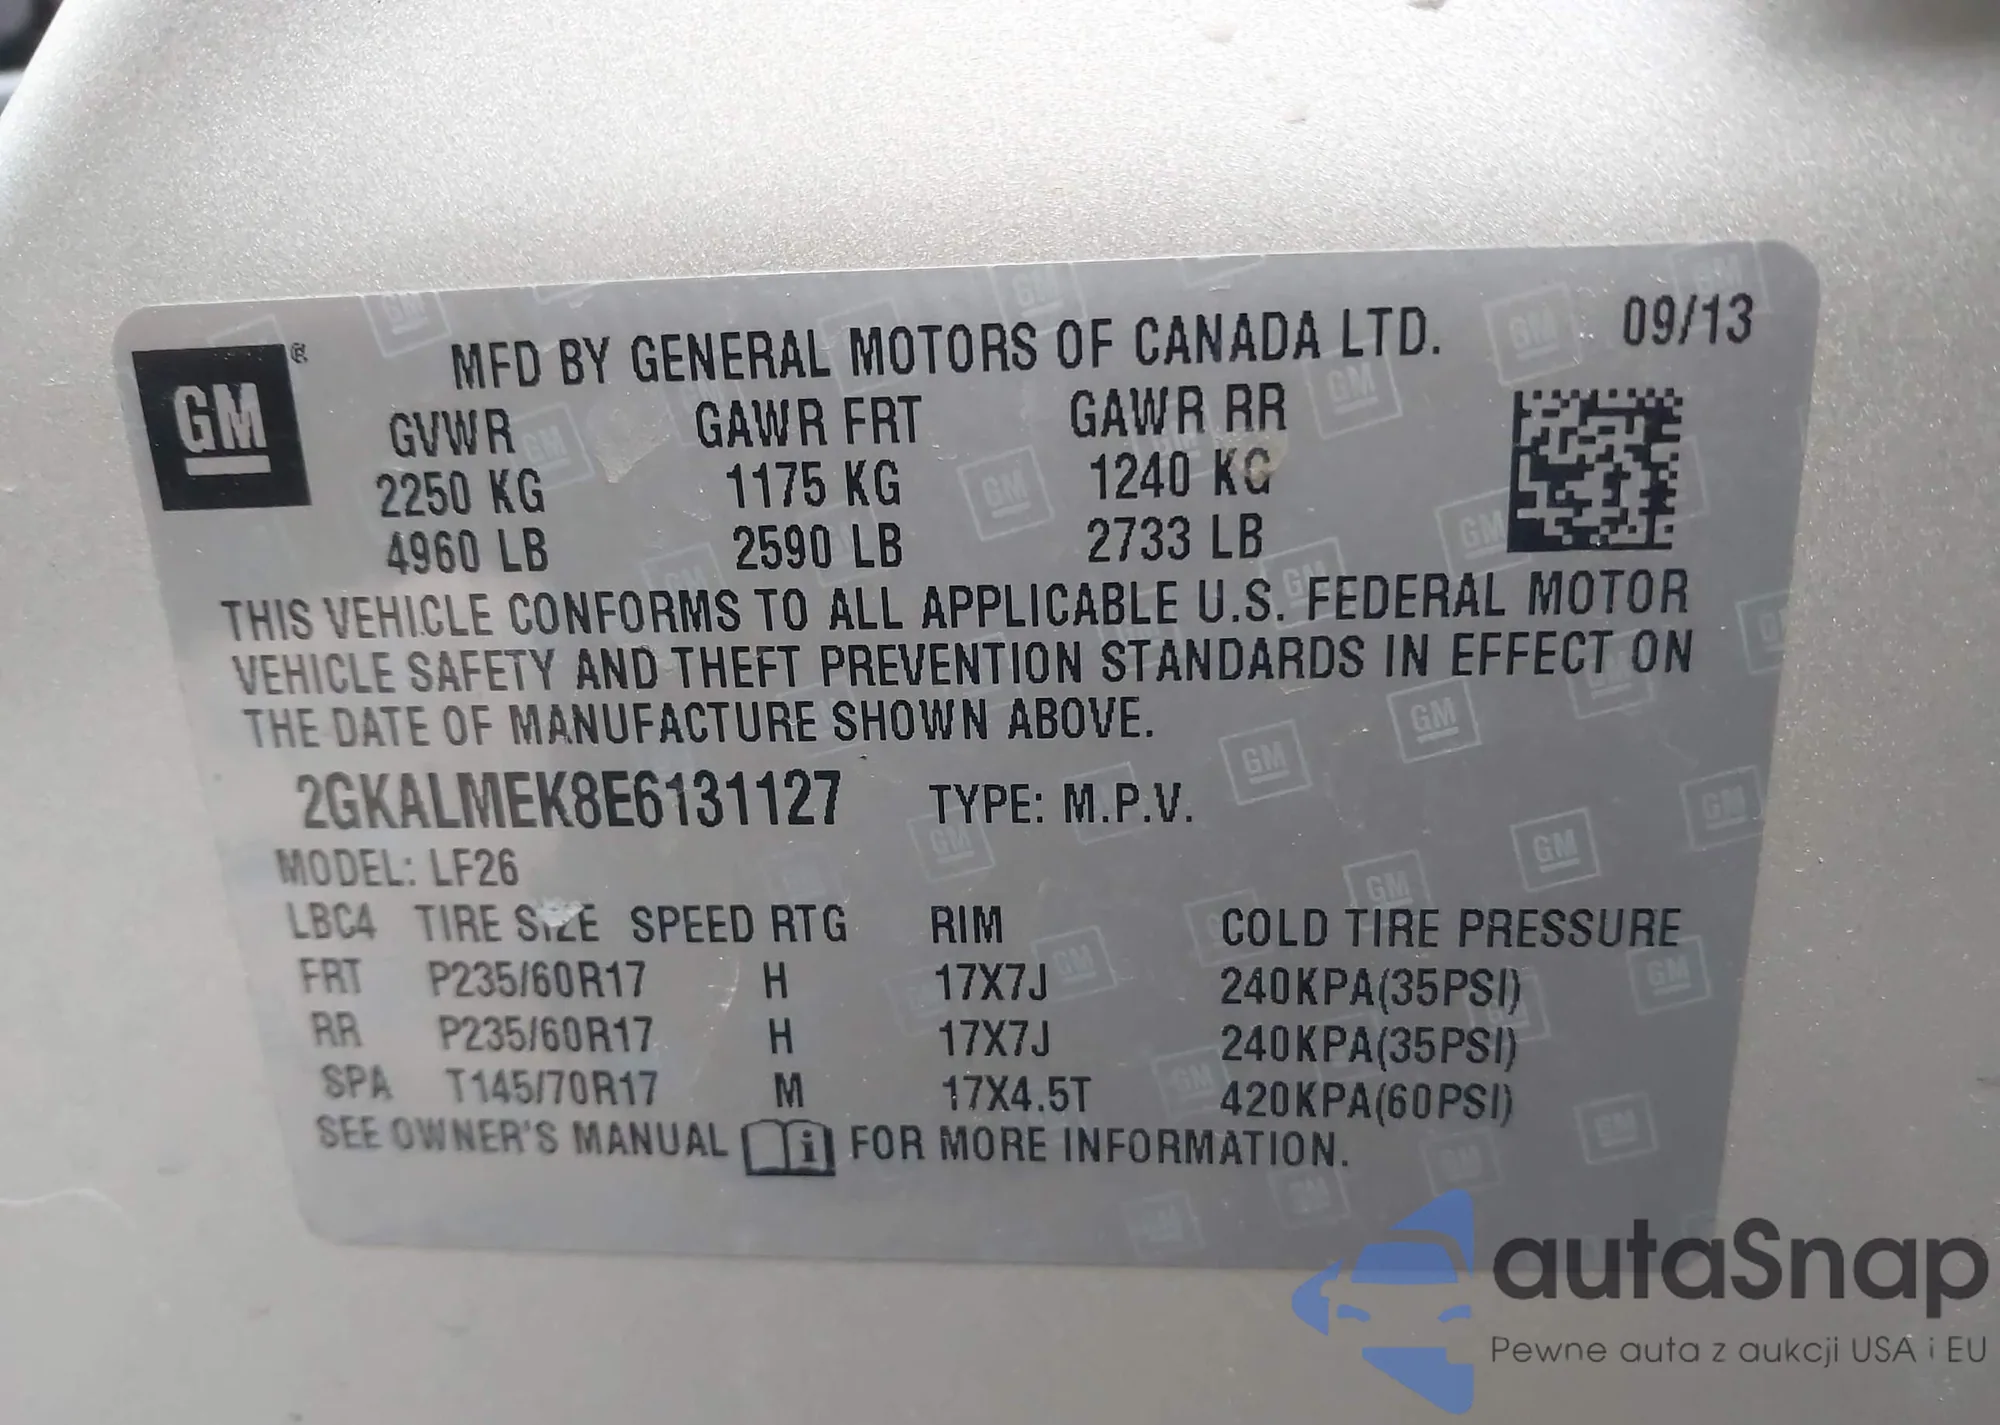 MFD BY GENERAL MOTORS OF CANADA LTD. 09/13
GM ®
GVWR GAWR FRT GAWR RR
2250 KG 1175 KG 1240 KG
4960 LB 2590 LB 2733 LB
THIS VEHICLE CONFORMS TO ALL APPLICABLE U.S. FEDERAL MOTOR
VEHICLE SAFETY AND THEFT PREVENTION STANDARDS IN EFFECT ON
THE DATE OF MANUFACTURE SHOWN ABOVE.
2GKALMEK8E6131127 TYPE: M.P.V.
MODEL: LF26
LBC4 TIRE SIZE SPEED RTG RIM COLD TIRE PRESSURE
FRT P235/60R17 H 17X7J 240KPA(35PSI)
RR P235/60R17 H 17X7J 240KPA(35PSI)
SPA T145/70R17 M 17X4.5T 420KPA(60PSI)
SEE OWNER'S MANUAL i FOR MORE INFORMATION.
autaSnap
Pewne auta z aukcji USA i EU